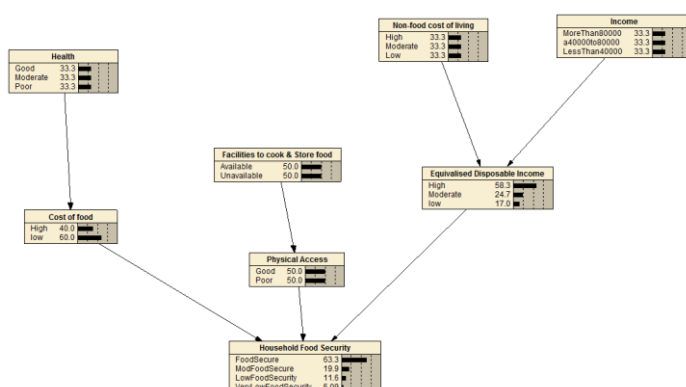 Non-food cost of living
High 33.3
Moderate 33.3
Low 33.3
Income
MoreThan80000 33.3
a40000to80000 33.3
LessThan40000 33.3
Health
Good 33.3
Moderate 33.3
Poor 33.3
Facilities to cook & Store food
Available 50.0
Unavailable 50.0
Equivalised Disposable Income
High 58.3
Moderate 24.7
low 17.0
Cost of food
High 40.0
low 60.0
Physical Access
Good 50.0
Poor 50.0
Household Food Security
FoodSecure 63.3
ModFoodSecure 19.9
LowFoodSecurity 11.6
VeryLowFoodSecurity 5.09